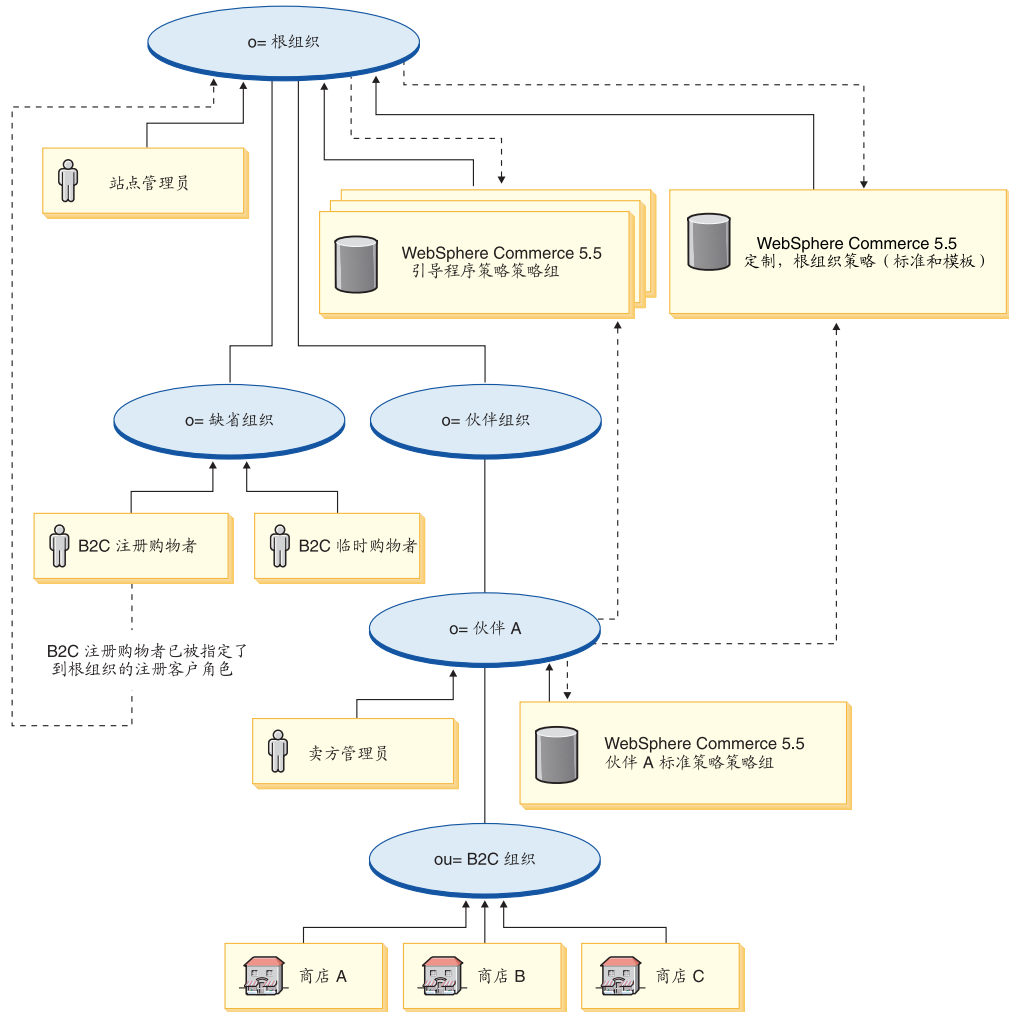 o= 根组织
站点管理员
WebSphere Commerce 5.5
引导程序策略策略组
WebSphere Commerce 5.5
定制，根组织策略（标准和模板）
o= 缺省组织
o= 伙伴组织
B2C 注册购物者
B2C 临时购物者
o= 伙伴 A
B2C 注册购物者已被指定了
到根组织的注册客户角色
卖方管理员
WebSphere Commerce 5.5
伙伴 A 标准策略策略组
ou= B2C 组织
商店 A
商店 B
商店 C